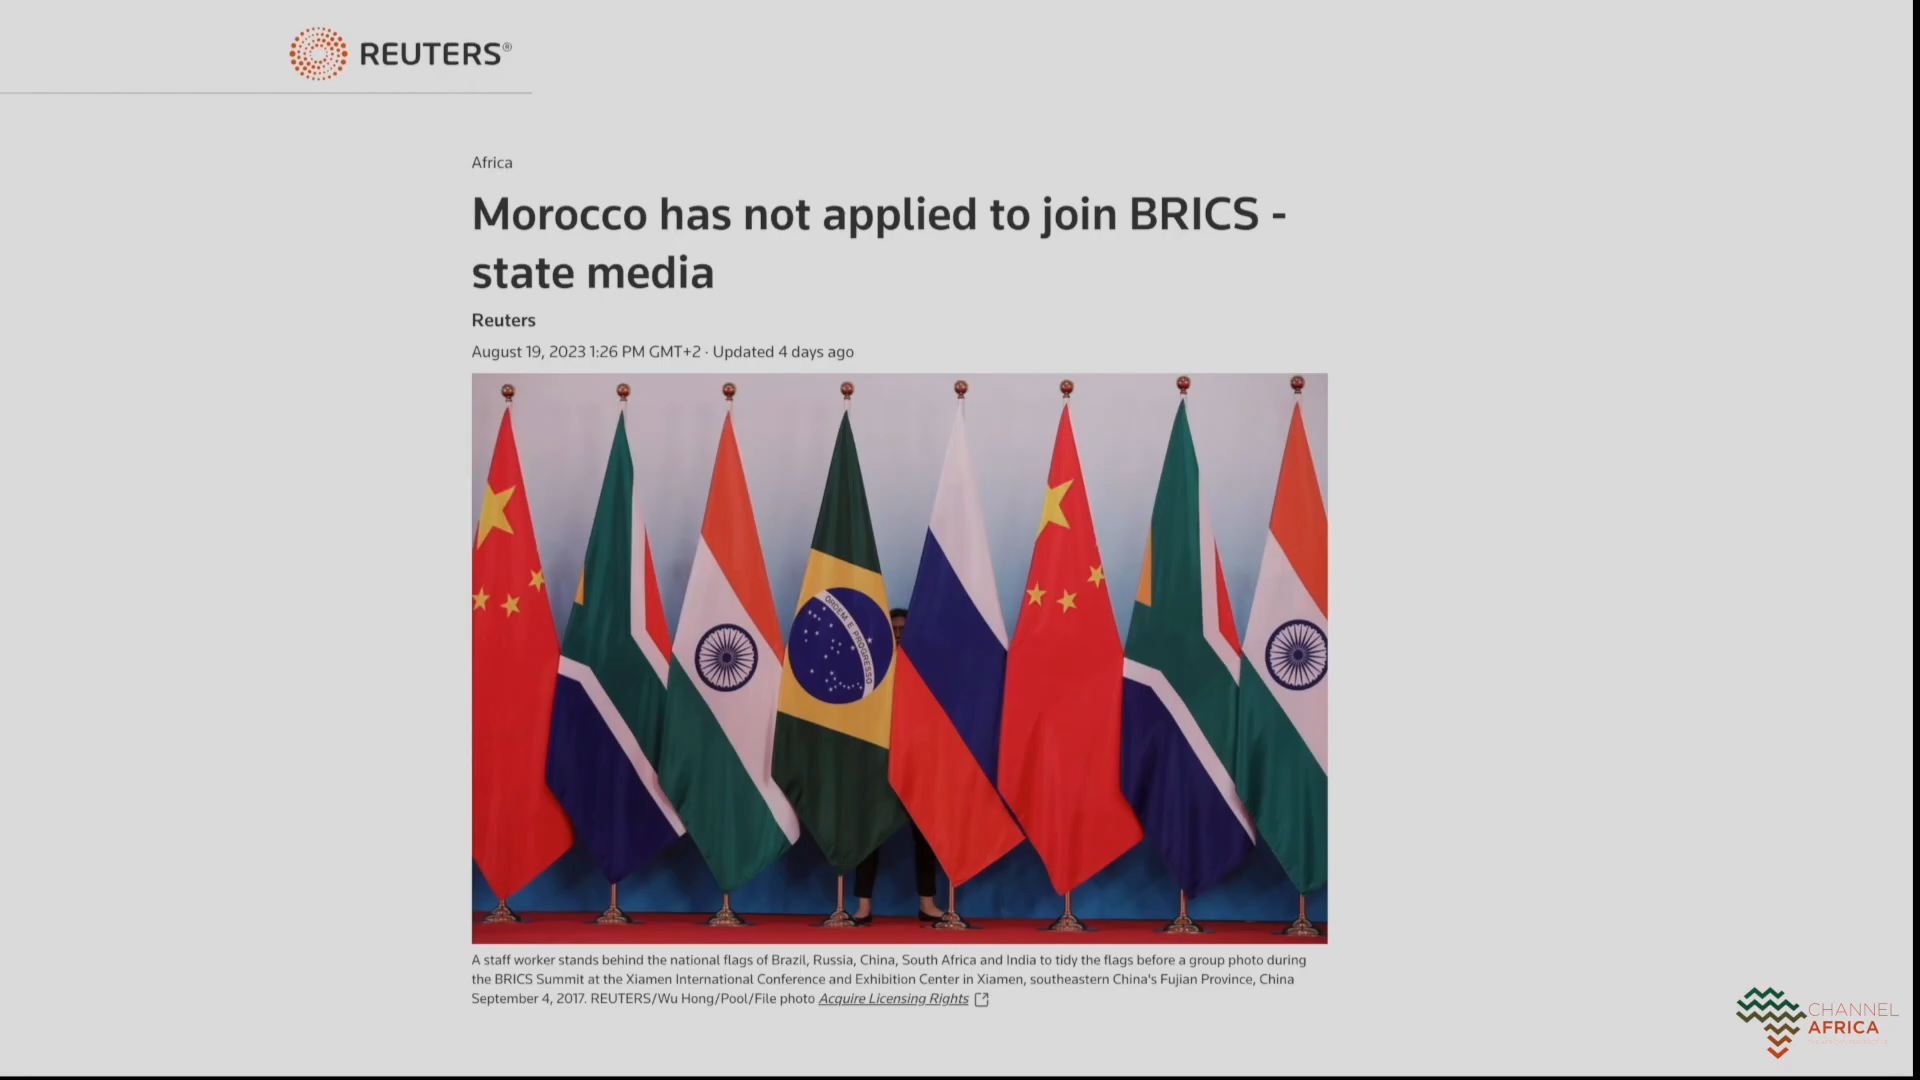 REUTERS®
Africa
Morocco has not applied to join BRICS -
state media
Reuters
August 19, 2023 1:26 PM GMT+2 · Updated 4 days ago
ORDEM E PROGRESSO
A staff worker stands behind the national flags of Brazil, Russia, China, South Africa and India to tidy the flags before a group photo during
the BRICS Summit at the Xiamen International Conference and Exhibition Center in Xiamen, southeastern China's Fujian Province, China
September 4, 2017. REUTERS/Wu Hong/Pool/File photo Acquire Licensing Rights
CHANNEL
AFRICA